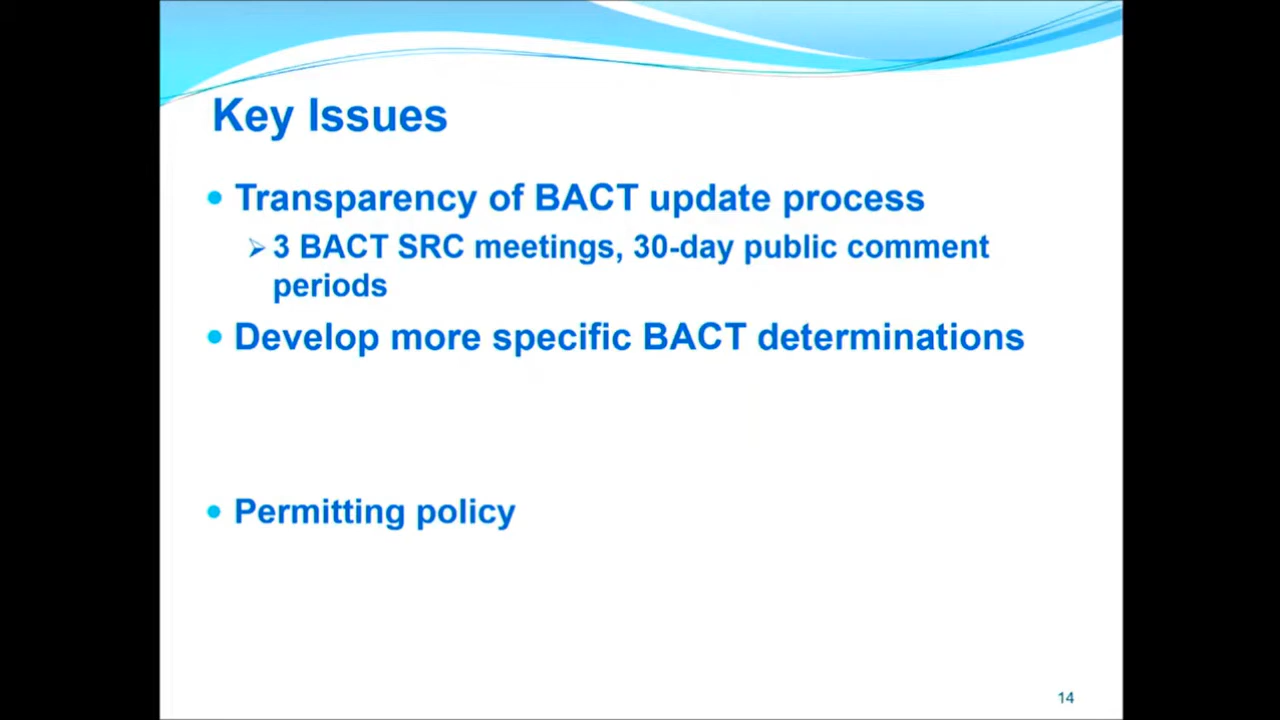 Key Issues
Transparency of BACT update process
3 BACT SRC meetings, 30-day public comment
periods
Develop more specific BACT determinations
Permitting policy
14